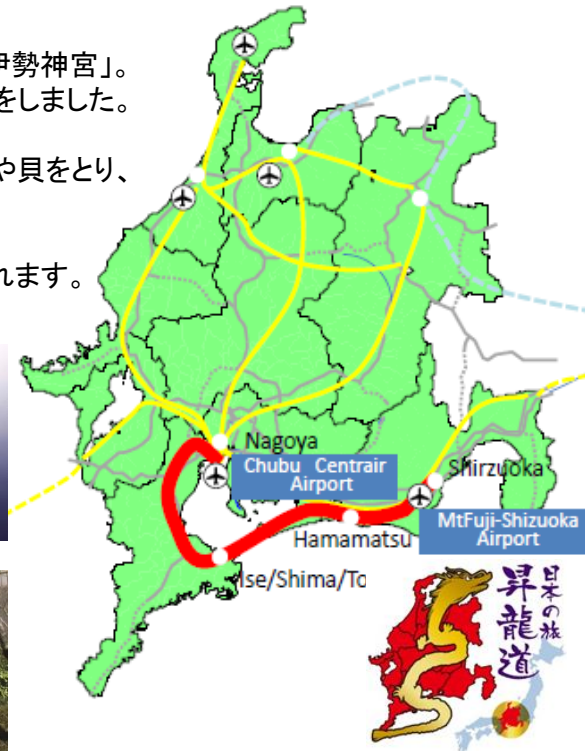 伊勢神宮」。
をしました。
や貝をとり、
れます。
Nagoya
Chubu Centrair
Airport
Shirzuoka
MtFuji-Shizuoka
Airport
Hamamatsu
Ise/Shima/To
日本の旅
昇龍道